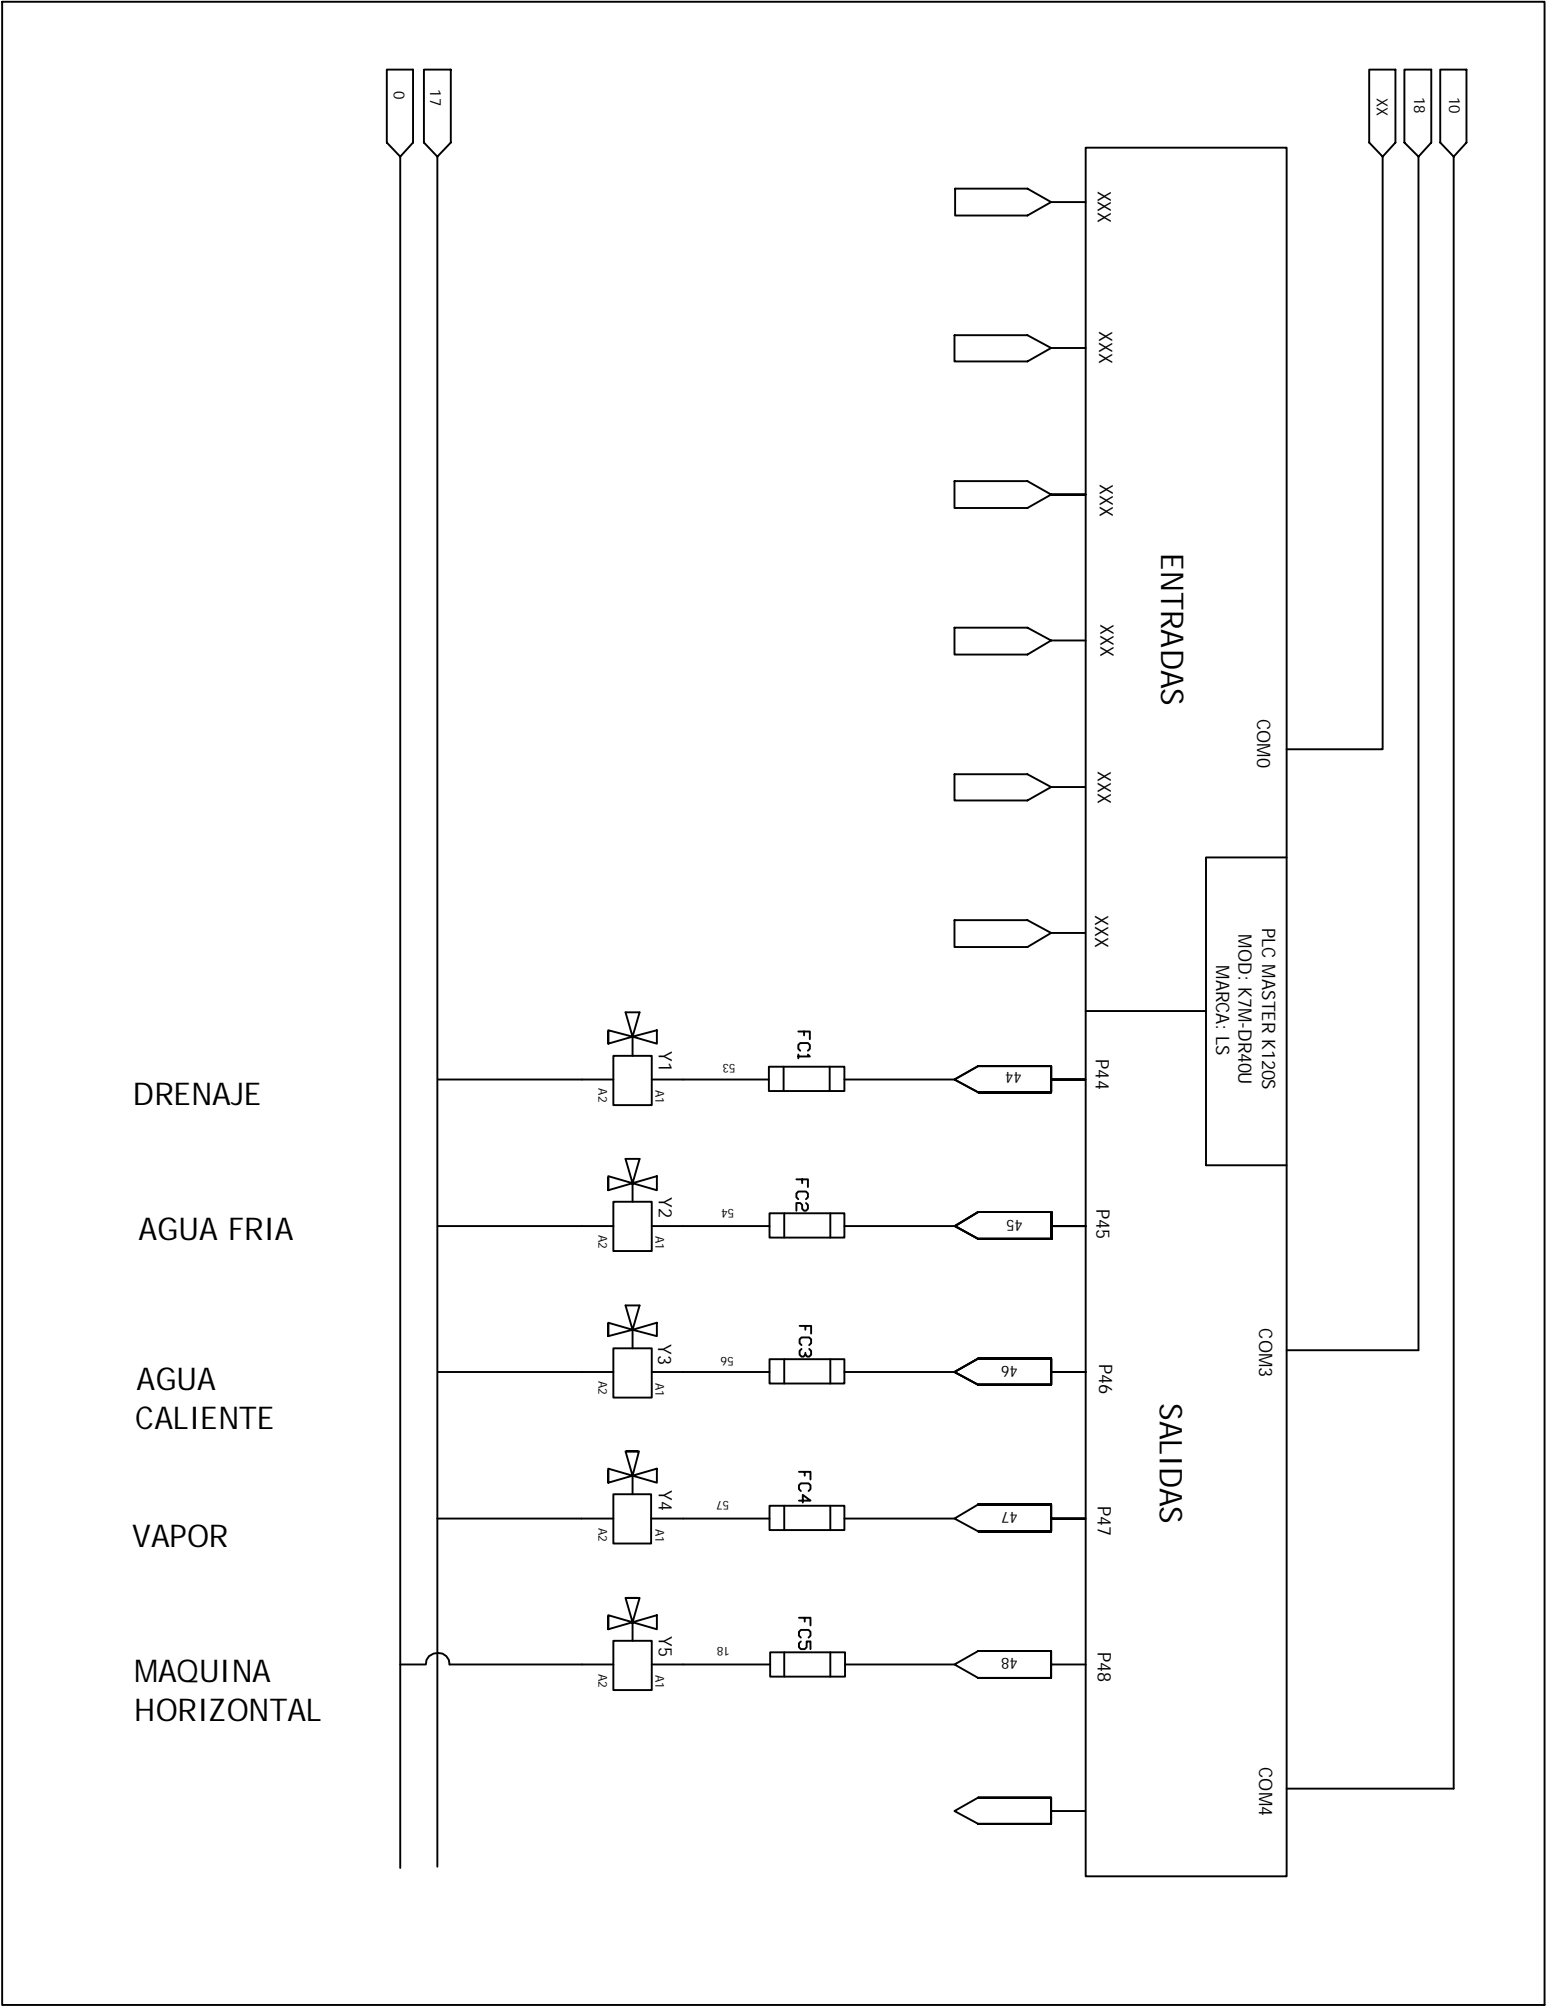 10
18
XX
17
0
XXX
XXX
XXX
XXX
XXX
XXX
ENTRADAS
COM0
PLC MASTER K120S
MOD: K7M-DR40U
MARCA: LS
COM3
SALIDAS
COM4
P44
44
FC1
53
Y1
A1
A2
DRENAJE
P45
45
FC2
54
Y2
A1
A2
AGUA FRIA
P46
46
FC3
56
Y3
A1
A2
AGUA
CALIENTE
P47
47
FC4
57
Y4
A1
A2
VAPOR
P48
48
FC5
18
Y5
A1
A2
MAQUINA
HORIZONTAL